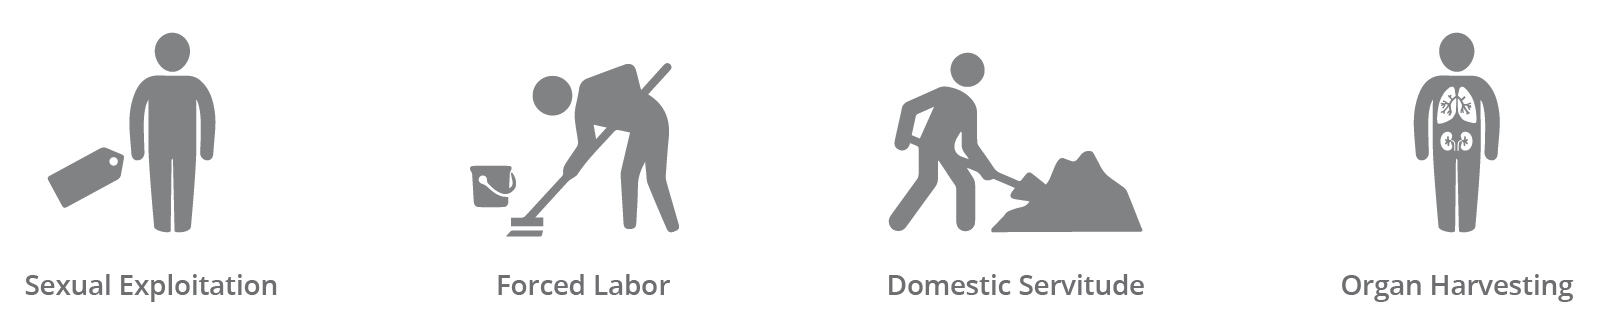 Sexual Exploitation
Forced Labor
Domestic Servitude
Organ Harvesting